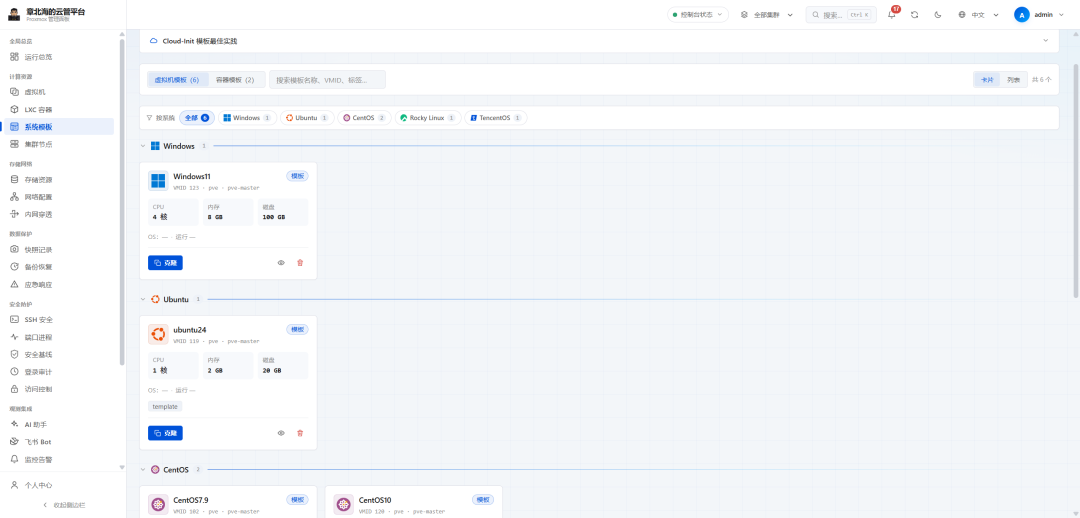 章北海的云管平台
Proxmox 管理面板
控制台状态
全部集群
搜索...
Ctrl K
97
中文
A
admin
全局总览
运行总览
计算资源
虚拟机
LXC 容器
系统模板
集群节点
存储网络
存储资源
网络配置
内网穿透
数据保护
快照记录
备份恢复
应急响应
安全防护
SSH 安全
端口进程
安全基线
登录审计
访问控制
观测集成
AI 助手
飞书 Bot
监控告警
个人中心
收起侧边栏
Cloud-Init 模板最佳实践
虚拟机模板 (6)
容器模板 (2)
搜索模板名称、VMID、标签...
卡片
列表
共 6 个
按系统
全部 6
Windows 1
Ubuntu 1
CentOS 2
Rocky Linux 1
TencentOS 1
Windows 1
Windows11
模板
VMID 123 · pve · pve-master
CPU
4 核
内存
8 GB
磁盘
100 GB
OS: — · 运行 —
克隆
Ubuntu 1
ubuntu24
模板
VMID 119 · pve · pve-master
CPU
1 核
内存
2 GB
磁盘
20 GB
OS: — · 运行 —
template
克隆
CentOS 2
CentOS7.9
模板
VMID 102 · pve · pve-master
CentOS10
模板
VMID 120 · pve · pve-master